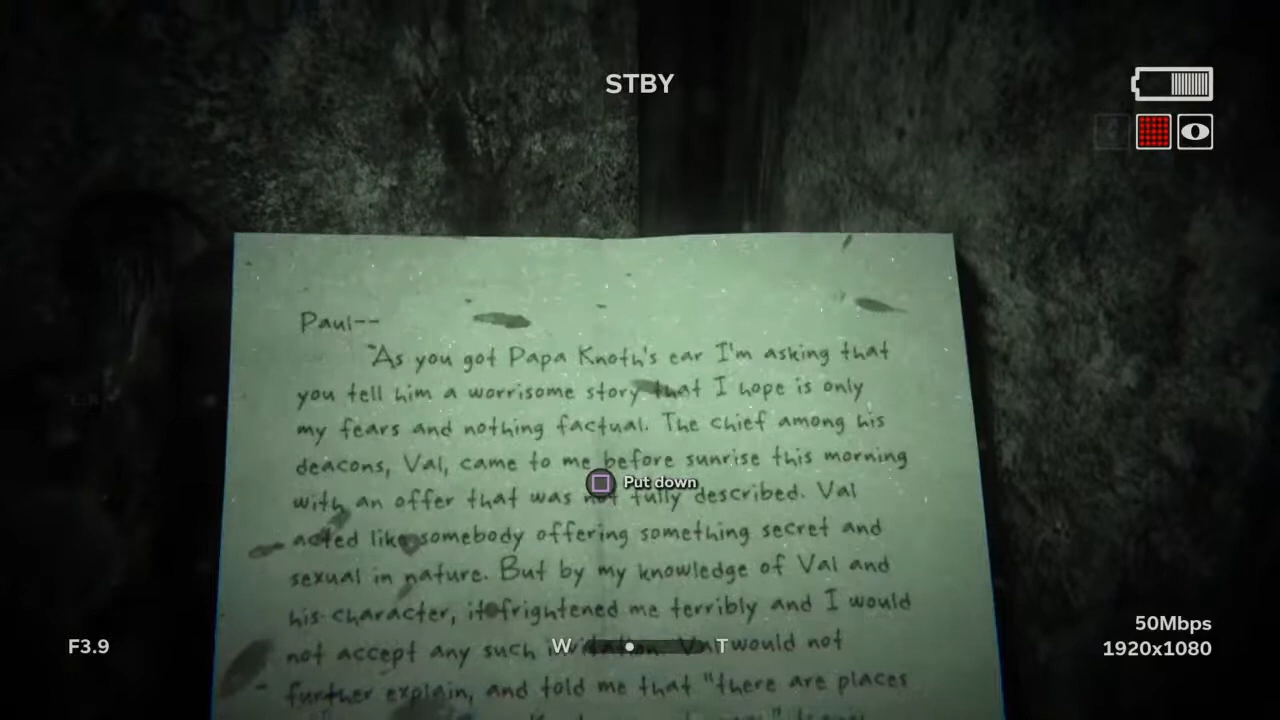 STBY
Paul--
"As you got Papa Knoth's ear I'm asking that
you tell him a worrisome story that I hope is only
my fears and nothing factual. The chief among his
deacons, Val, came to me before sunrise this morning
Put down
with an offer that was not fully described. Val
acted like somebody offering something secret and
sexual in nature. But by my knowledge of Val and
his character, it frightened me terribly and I would
50Mbps
F3.9
W T
1920x1080
not accept any such invitation. Val would not
further explain, and told me that "there are places